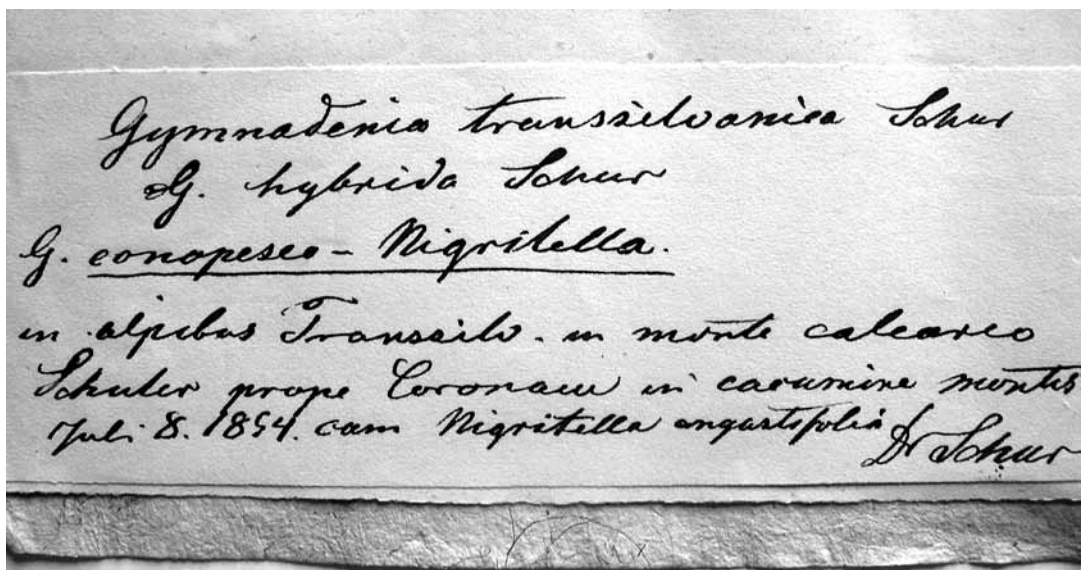 Gymnadenia transsilvanica Schur
G. hybrida Schur
G. conopseo - Nigritella.
in alpibus Transsilv. in monte calcareo
Schuler prope Coronam in cacumine montis
Juli 8. 1854. cum Nigritella angustifolia
Dr Schur